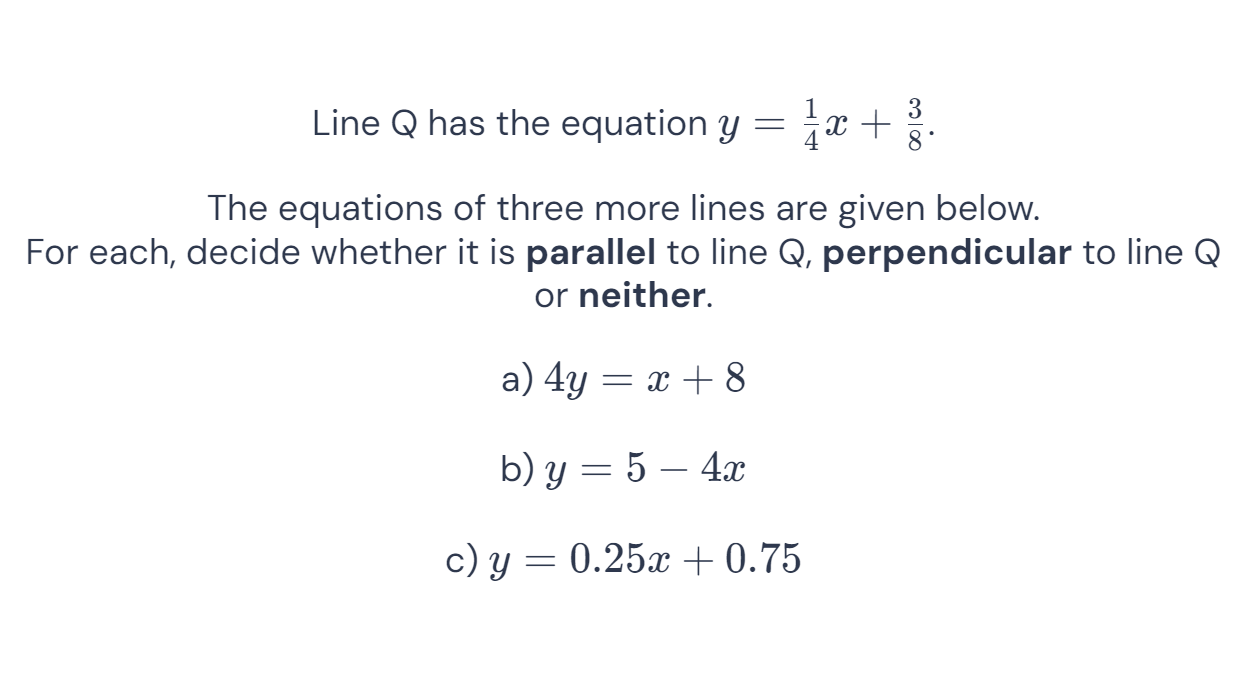 Line Q has the equation y = 1/4 x + 3/8.
The equations of three more lines are given below.
For each, decide whether it is parallel to line Q, perpendicular to line Q
or neither.
a) 4y = x + 8
b) y = 5 − 4x
c) y = 0.25x + 0.75